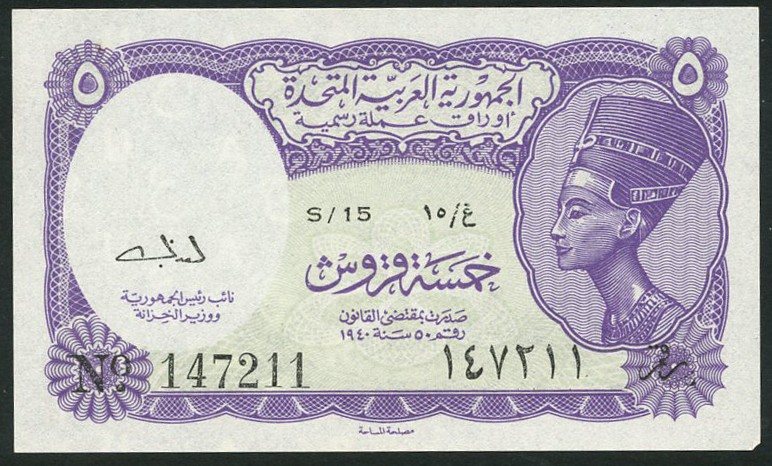 ٥ ٥
الجمهورية العربية المتحدة
أوراق عملة رسمية
S/15 غ/١٥
خمسة قروش
صدرت بمقتضى القانون
رقم ٥٠ سنة ١٩٤٠
نائب رئيس الجمهورية
ووزير الخزانة
Nº 147211 ١٤٧٢١١ رقم
مصلحة المساحة